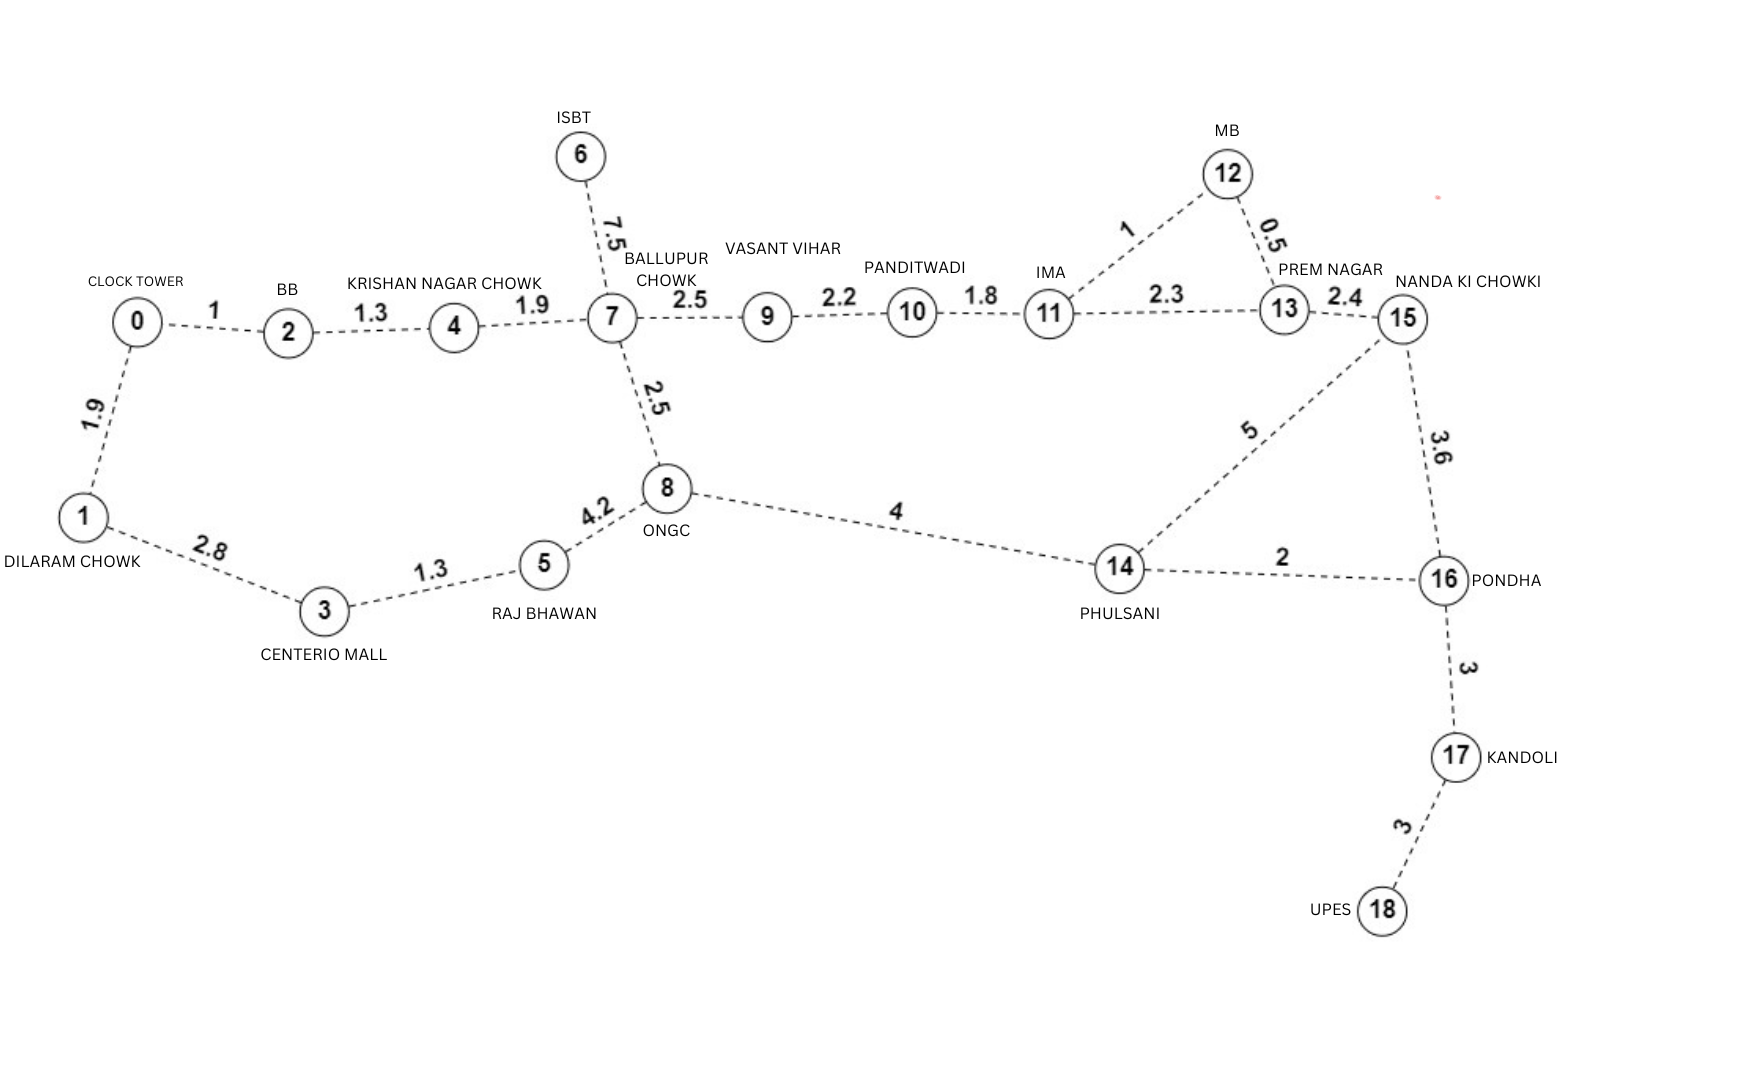 ISBT
6
7.5
MB
12
1
0.5
CLOCK TOWER
0
1
BB
2
1.3
KRISHAN NAGAR CHOWK
4
1.9
BALLUPUR
CHOWK
7
2.5
VASANT VIHAR
9
2.2
PANDITWADI
10
1.8
IMA
11
2.3
PREM NAGAR
13
2.4
NANDA KI CHOWKI
15
1.9
2.5
5
3.6
1
DILARAM CHOWK
2.8
3
CENTERIO MALL
1.3
5
RAJ BHAWAN
4.2
8
ONGC
4
14
PHULSANI
2
16
PONDHA
3
17
KANDOLI
3
UPES
18